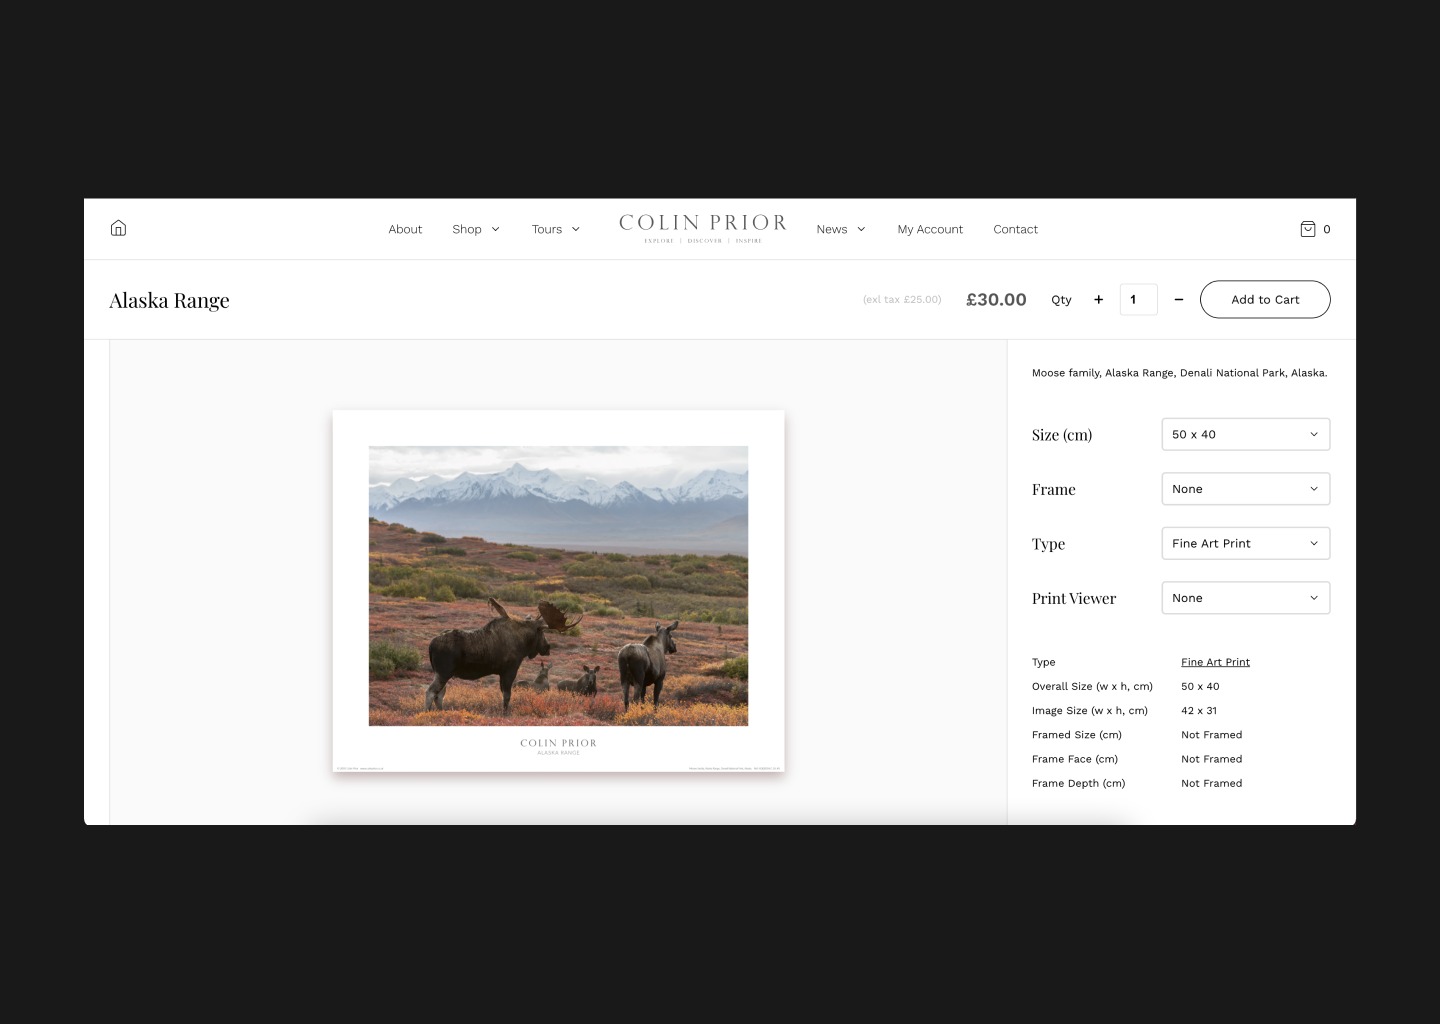 About
Shop
Tours
COLIN PRIOR
EXPLORE | DISCOVER | INSPIRE
News
My Account
Contact
0
Alaska Range
(exl tax £25.00)
£30.00
Qty
+
1
−
Add to Cart
Moose family, Alaska Range, Denali National Park, Alaska.
Size (cm)
50 x 40
Frame
None
Type
Fine Art Print
Print Viewer
None
COLIN PRIOR
ALASKA RANGE
Type
Fine Art Print
Overall Size (w x h, cm)
50 x 40
Image Size (w x h, cm)
42 x 31
Framed Size (cm)
Not Framed
Frame Face (cm)
Not Framed
Frame Depth (cm)
Not Framed